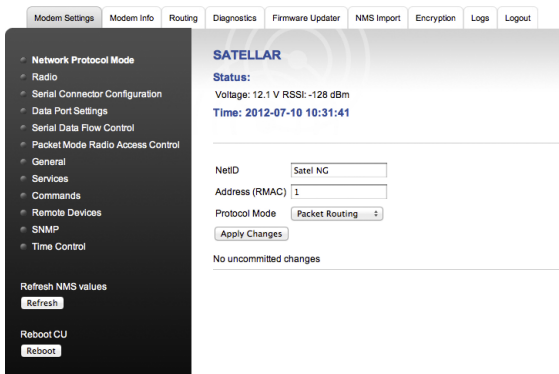 Modem Settings Modem Info Routing Diagnostics Firmware Updater NMS Import Encryption Logs Logout
Network Protocol Mode
Radio
Serial Connector Configuration
Data Port Settings
Serial Data Flow Control
Packet Mode Radio Access Control
General
Services
Commands
Remote Devices
SNMP
Time Control
Refresh NMS values
Refresh
Reboot CU
Reboot
SATELLAR
Status:
Voltage: 12.1 V RSSI: -128 dBm
Time: 2012-07-10 10:31:41
NetID Satel NG
Address (RMAC) 1
Protocol Mode Packet Routing
Apply Changes
No uncommitted changes